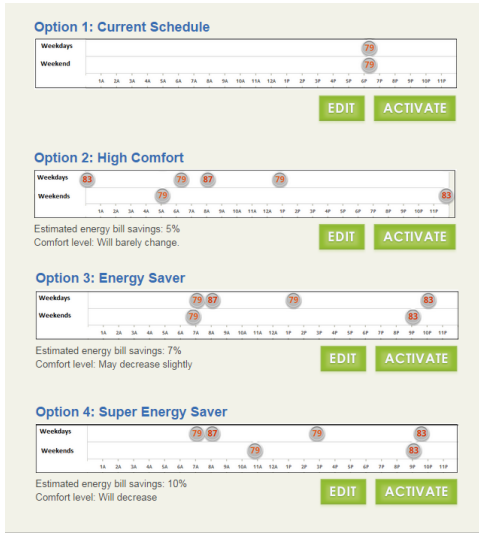 Option 1: Current Schedule
Weekdays 79
Weekend 79
1A 2A 3A 4A 5A 6A 7A 8A 9A 10A 11A 12A 1P 2P 3P 4P 5P 6P 7P 8P 9P 10P 11P
EDIT ACTIVATE
Option 2: High Comfort
Weekdays 83 79 87 79
Weekends 79 83
1A 2A 3A 4A 5A 6A 7A 8A 9A 10A 11A 12A 1P 2P 3P 4P 5P 6P 7P 8P 9P 10P 11P
Estimated energy bill savings: 5%
Comfort level: Will barely change.
EDIT ACTIVATE
Option 3: Energy Saver
Weekdays 79 87 79 83
Weekends 79 83
1A 2A 3A 4A 5A 6A 7A 8A 9A 10A 11A 12A 1P 2P 3P 4P 5P 6P 7P 8P 9P 10P 11P
Estimated energy bill savings: 7%
Comfort level: May decrease slightly
EDIT ACTIVATE
Option 4: Super Energy Saver
Weekdays 79 87 79 83
Weekends 79 83
1A 2A 3A 4A 5A 6A 7A 8A 9A 10A 11A 12A 1P 2P 3P 4P 5P 6P 7P 8P 9P 10P 11P
Estimated energy bill savings: 10%
Comfort level: Will decrease
EDIT ACTIVATE